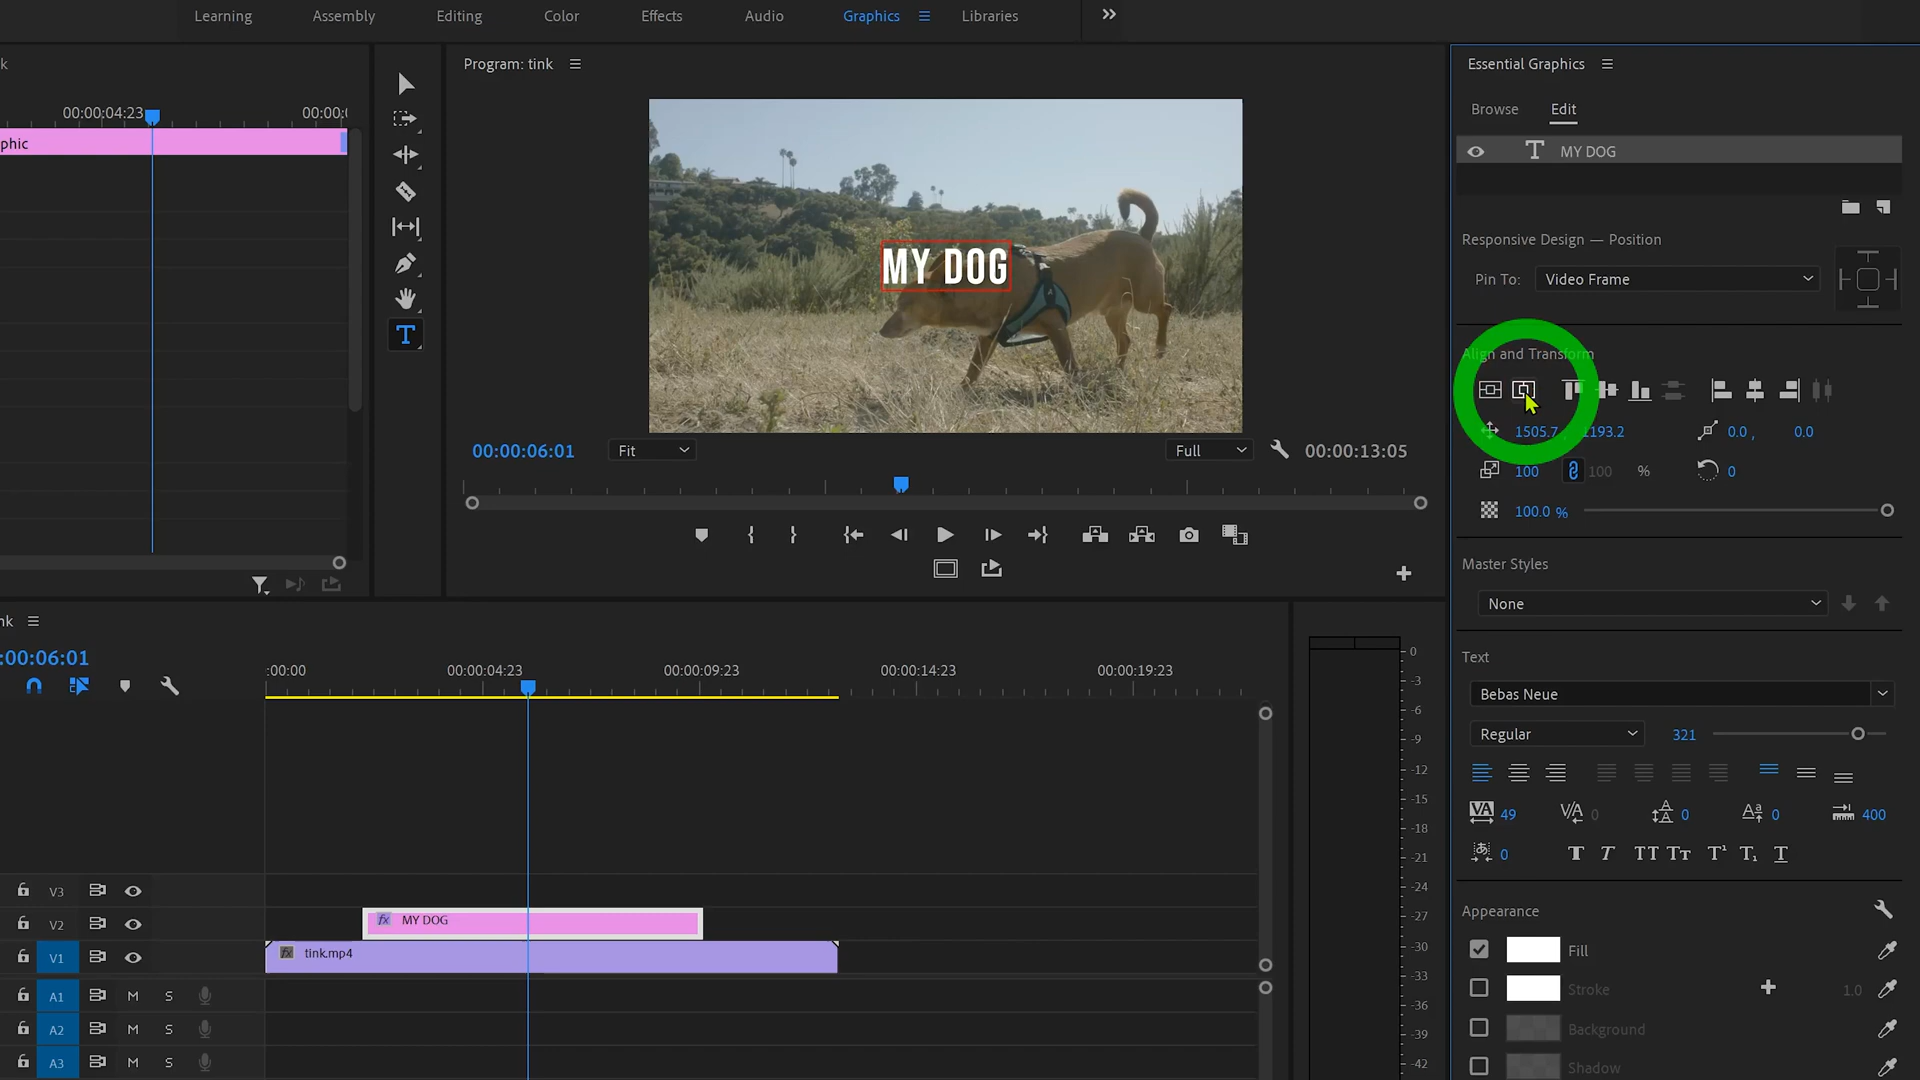 Learning Assembly Editing Color Effects Audio Graphics Libraries
k
00:00:04:23 00:00:(
phic
Program: tink
MY DOG
00:00:06:01 Fit Full 00:00:13:05
Essential Graphics
Browse Edit
MY DOG
Responsive Design — Position
Pin To: Video Frame
Align and Transform
1505.7 , 1193.2 0.0 , 0.0
100 100 % 0
100.0 %
Master Styles
None
Text
Bebas Neue
Regular 321
49 0 0 0 400
0
Appearance
Fill
Stroke 1.0
Background
Shadow
nk
:00:06:01
:00:00 00:00:04:23 00:00:09:23 00:00:14:23 00:00:19:23
V3
V2 fx MY DOG
V1 fx tink.mp4
A1 M S
A2 M S
A3 M S
0
-3
-6
-9
-12
-15
-18
-21
-24
-27
-30
-33
-36
-39
-42